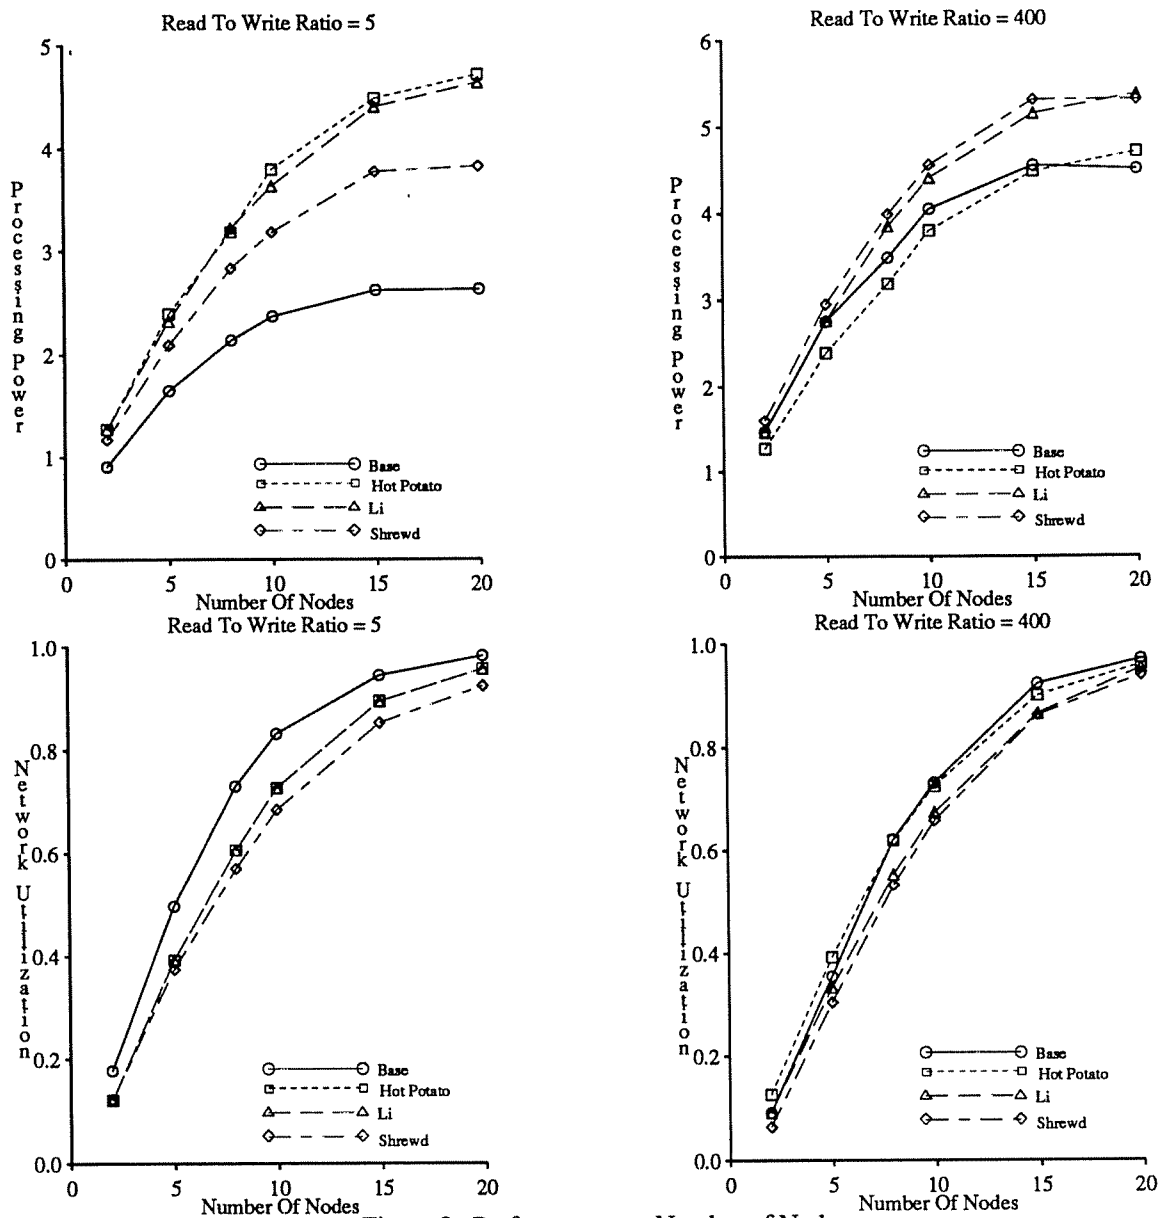 Read To Write Ratio = 5
5
4
3
2
1
0
Processing Power
Base
Hot Potato
Li
Shrewd
0 5 10 15 20
Number Of Nodes
Read To Write Ratio = 400
6
5
4
3
2
1
0
Processing Power
Base
Hot Potato
Li
Shrewd
0 5 10 15 20
Number Of Nodes
Read To Write Ratio = 5
1.0
0.8
0.6
0.4
0.2
0.0
Network Utilization
Base
Hot Potato
Li
Shrewd
0 5 10 15 20
Number Of Nodes
Read To Write Ratio = 400
1.0
0.8
0.6
0.4
0.2
0.0
Network Utilization
Base
Hot Potato
Li
Shrewd
0 5 10 15 20
Number Of Nodes